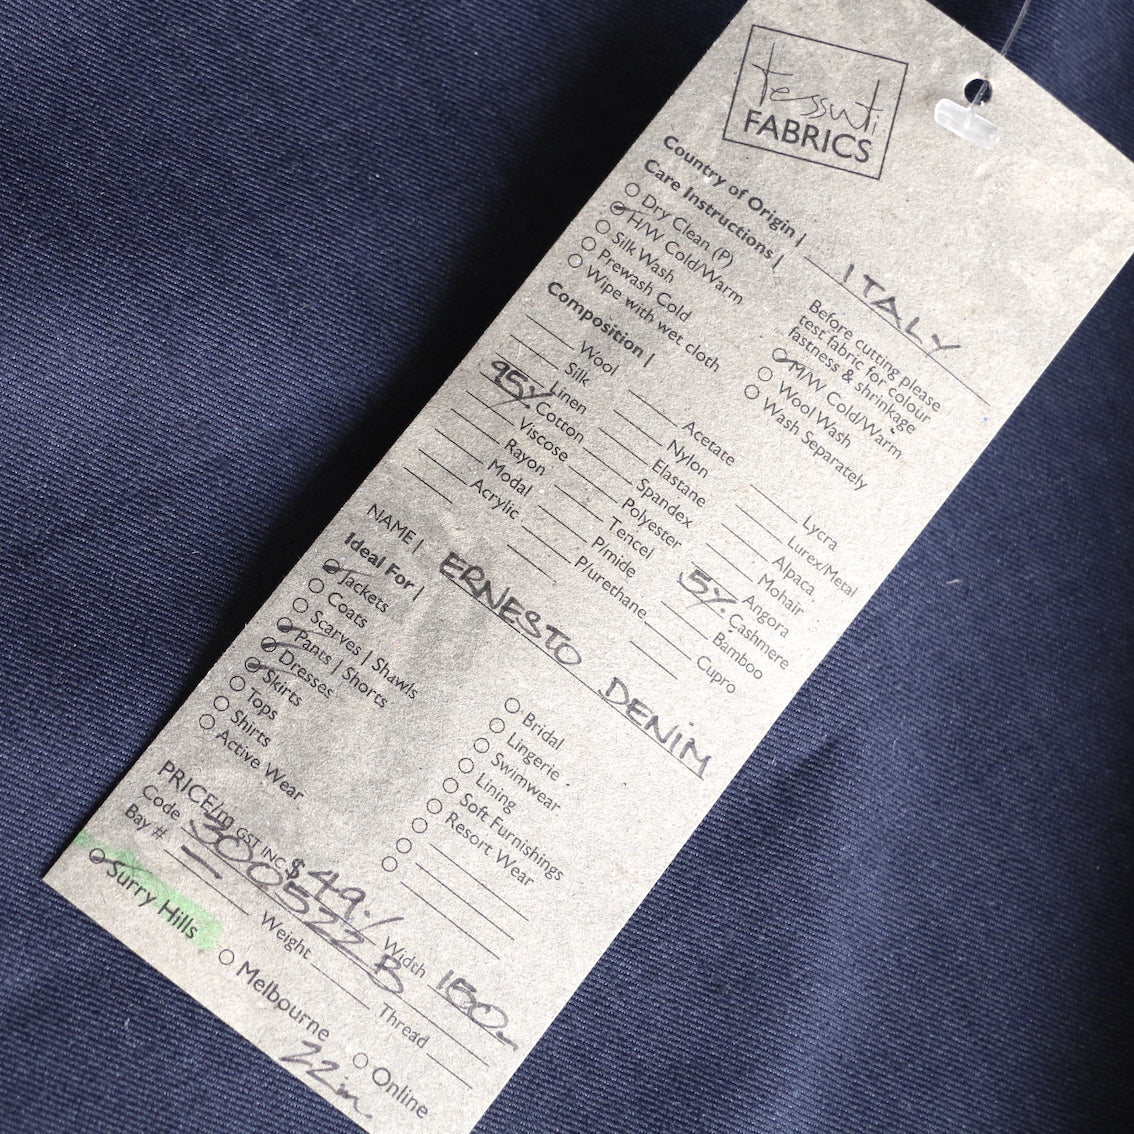 tessuti
FABRICS
Country of Origin | ITALY
Care Instructions |
Dry Clean (P)
H/W Cold/Warm
Silk Wash
Prewash Cold
Wipe with wet cloth
Before cutting please
test fabric for colour
fastness & shrinkage
M/W Cold/Warm
Wool Wash
Wash Separately
Composition |
Wool
Silk
Linen
95% Cotton
Viscose
Rayon
Modal
Acrylic
Acetate
Nylon
Elastane
Spandex
Polyester
Tencel
P/mide
P/urethane
Lycra
Lurex/Metal
Alpaca
Mohair
Angora
5% Cashmere
Bamboo
Cupro
NAME | ERNESTO DENIM
Ideal For |
Jackets
Coats
Scarves | Shawls
Pants | Shorts
Dresses
Skirts
Tops
Shirts
Active Wear
Bridal
Lingerie
Swimwear
Lining
Soft Furnishings
Resort Wear
PRICE/m GST INC $49./ Width 150
Code 300522 B
Bay # Weight Thread
Surry Hills Melbourne Online
22m